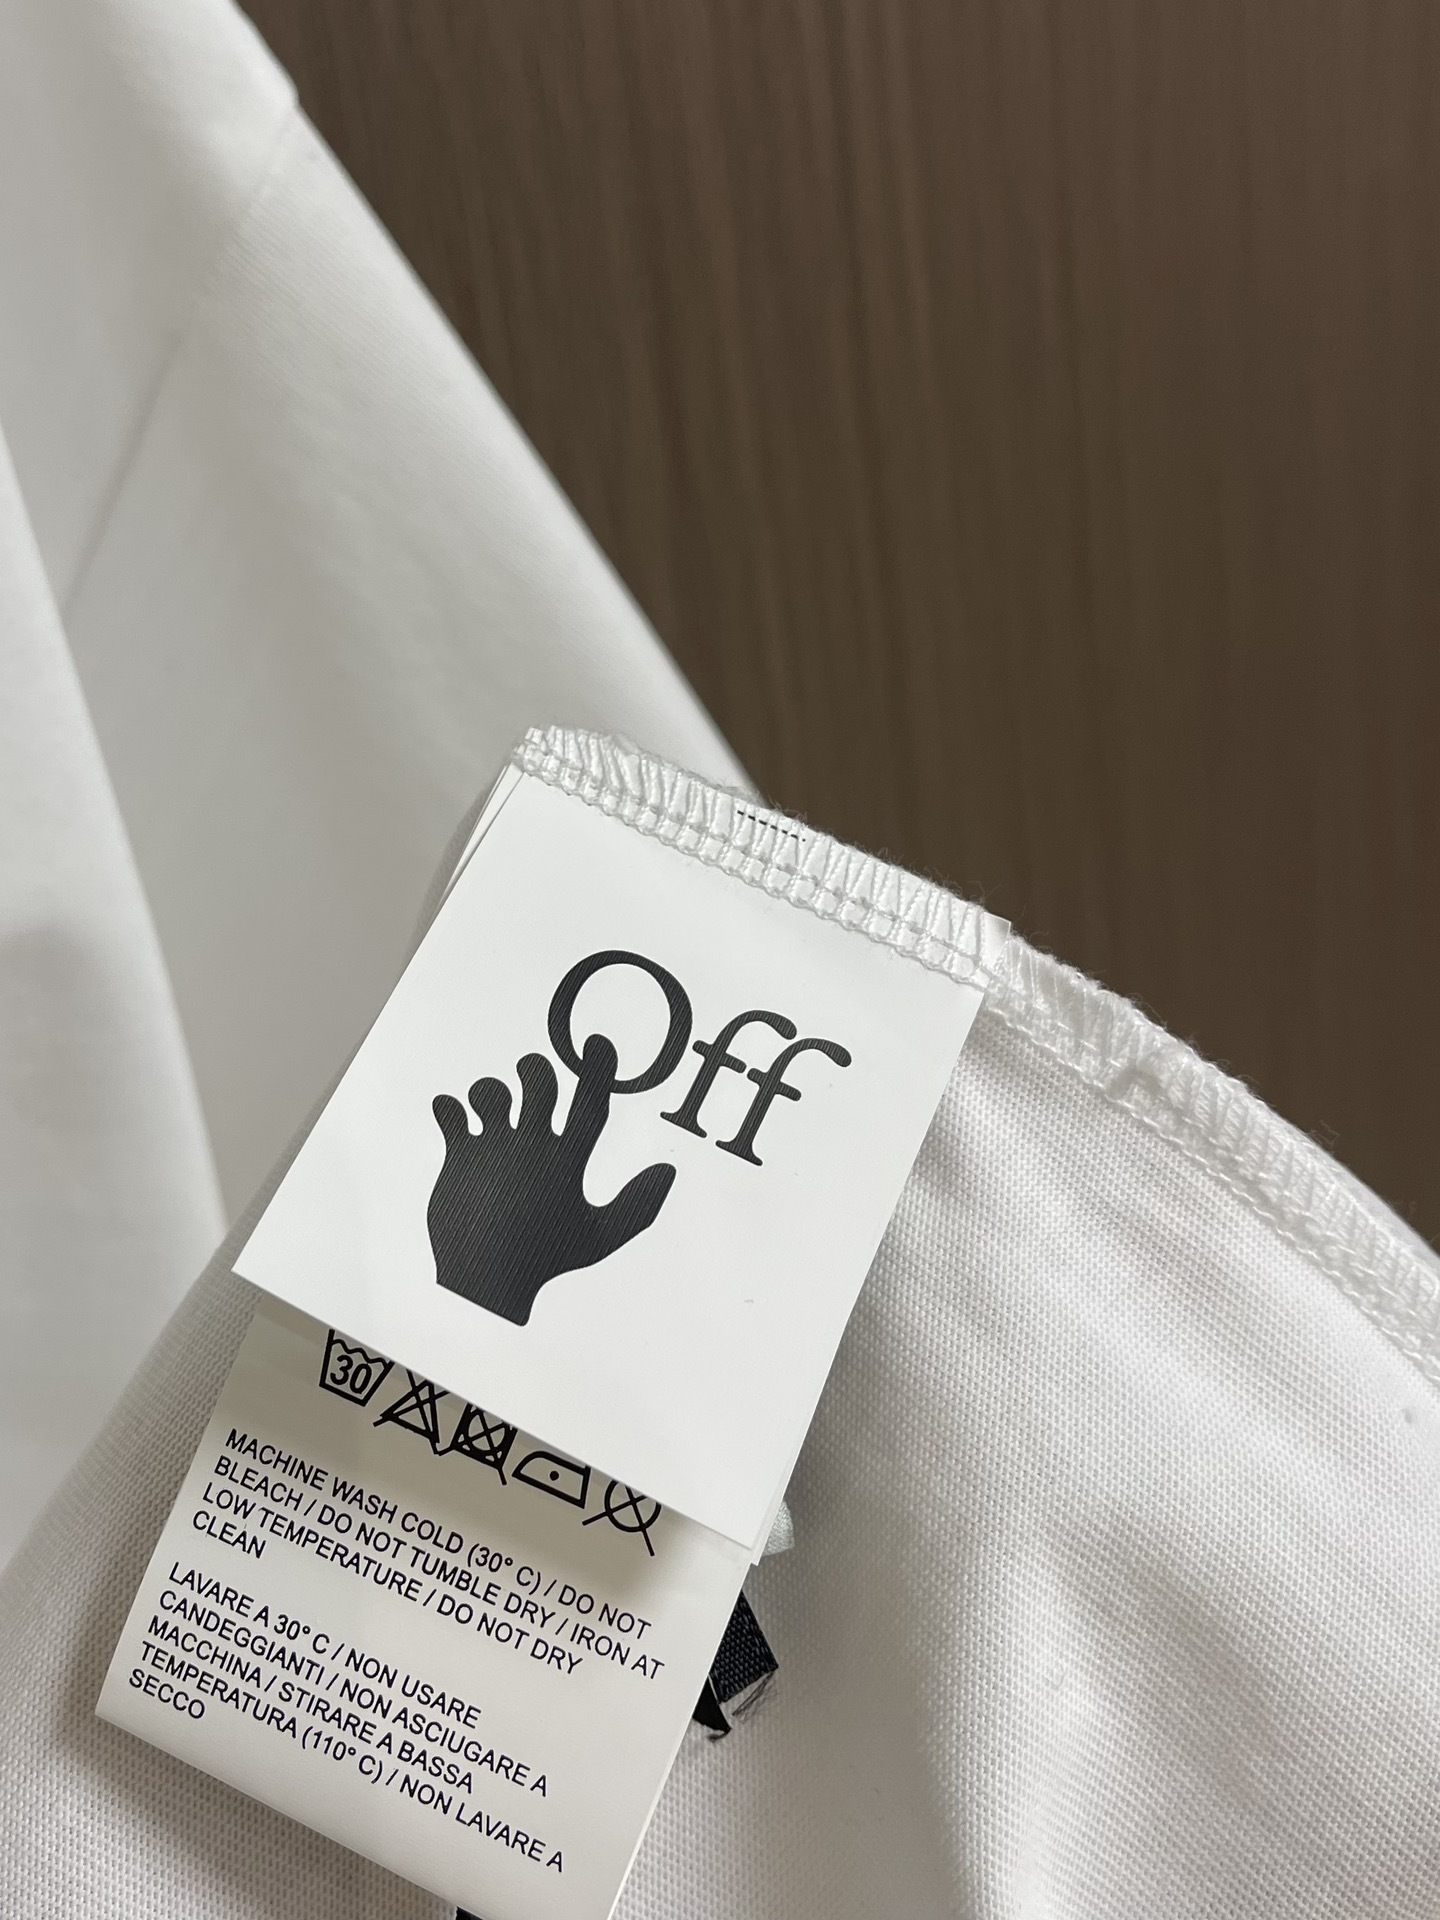 Off
30
MACHINE WASH COLD (30° C) / DO NOT
BLEACH / DO NOT TUMBLE DRY / IRON AT
LOW TEMPERATURE / DO NOT DRY
CLEAN
LAVARE A 30° C / NON USARE
CANDEGGIANTI / NON ASCIUGARE A
MACCHINA / STIRARE A BASSA
TEMPERATURA (110° C) / NON LAVARE A
SECCO